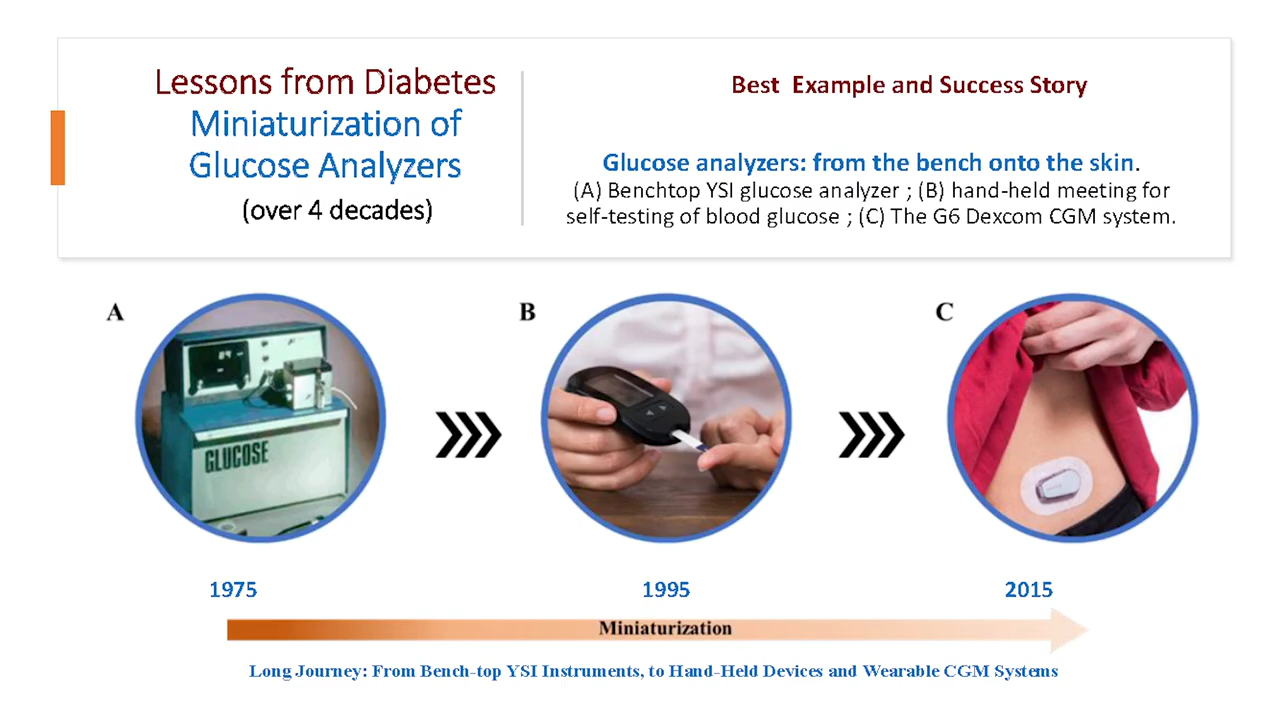 Lessons from Diabetes
Miniaturization of
Glucose Analyzers
(over 4 decades)
Best Example and Success Story
Glucose analyzers: from the bench onto the skin.
(A) Benchtop YSI glucose analyzer ; (B) hand-held meeting for
self-testing of blood glucose ; (C) The G6 Dexcom CGM system.
A
B
C
GLUCOSE
1975
1995
2015
Miniaturization
Long Journey: From Bench-top YSI Instruments, to Hand-Held Devices and Wearable CGM Systems